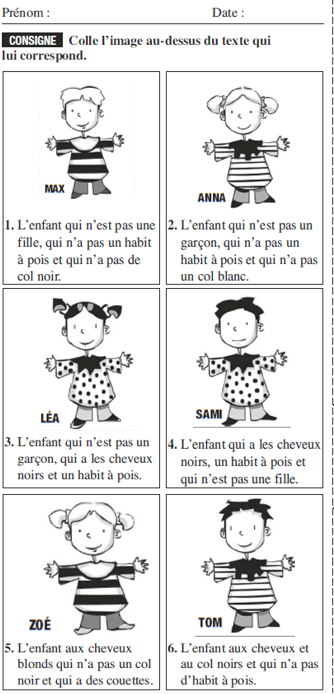 Prénom :
Date :
CONSIGNE Colle l'image au-dessus du texte qui
lui correspond.
MAX
1. L'enfant qui n'est pas une
fille, qui n'a pas un habit
à pois et qui n'a pas de
col noir.
ANNA
2. L'enfant qui n'est pas un
garçon, qui n'a pas un
habit à pois et qui n'a pas
un col blanc.
LÉA
3. L'enfant qui n'est pas un
garçon, qui a les cheveux
noirs et un habit à pois.
SAMI
4. L'enfant qui a les cheveux
noirs, un habit à pois et
qui n'est pas une fille.
ZOÉ
5. L'enfant aux cheveux
blonds qui n'a pas un col
noir et qui a des couettes.
TOM
6. L'enfant aux cheveux et
au col noirs et qui n'a pas
d'habit à pois.